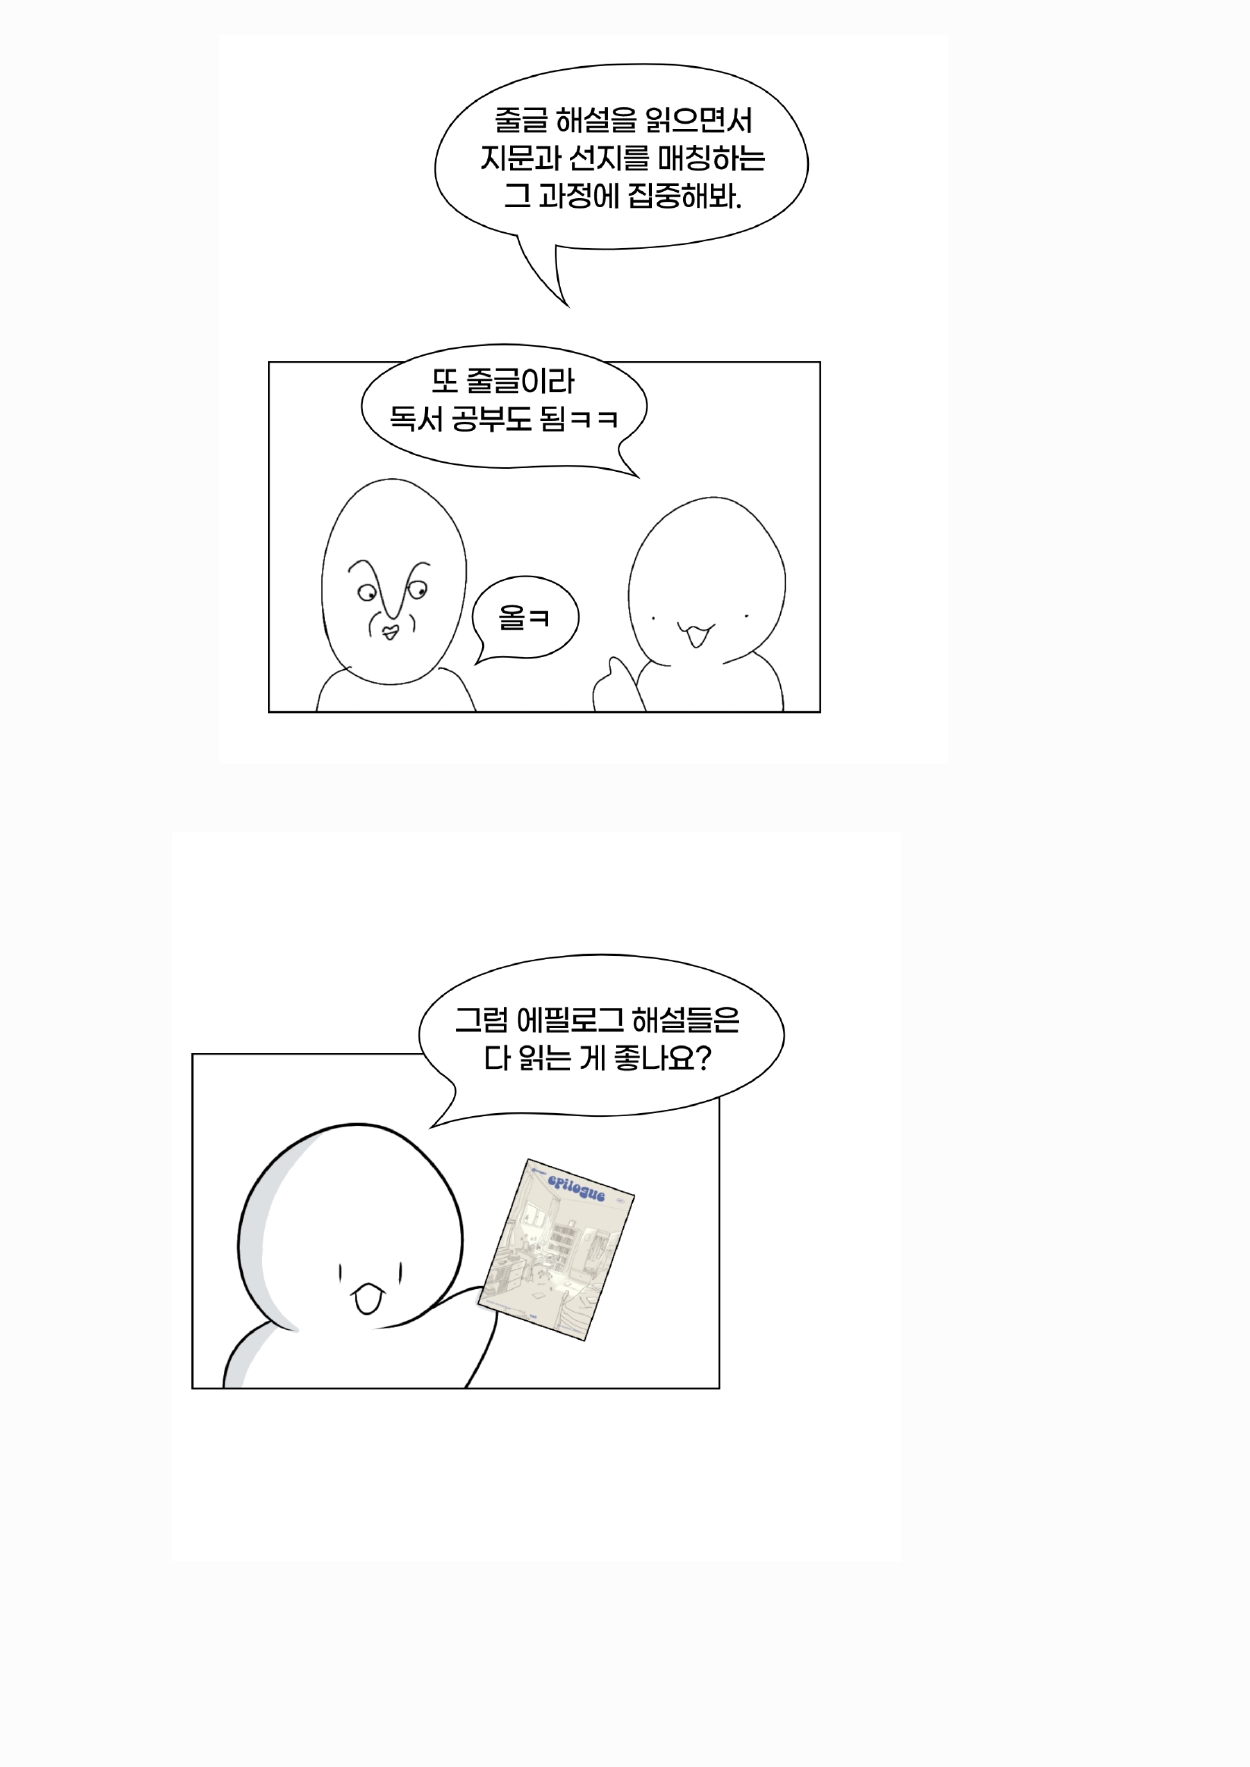 줄글 해설을 읽으면서
지문과 선지를 매칭하는
그 과정에 집중해봐.
또 줄글이라
독서 공부도 됨ㅋㅋ
올ㅋ
그럼 에필로그 해설들은
다 읽는 게 좋나요?
epilogue